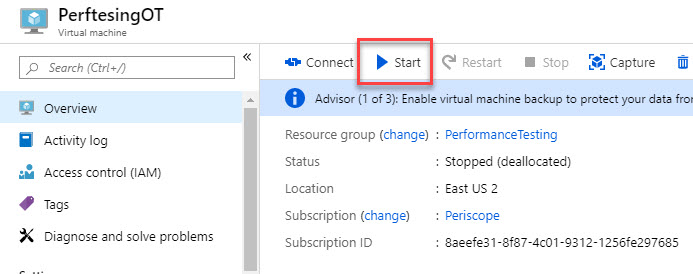 PerftesingOT
Virtual machine
«
Search (Ctrl+/)
Overview
Activity log
Access control (IAM)
Tags
Diagnose and solve problems
Connect Start Restart Stop Capture
Advisor (1 of 3): Enable virtual machine backup to protect your data from
Resource group (change) : PerformanceTesting
Status : Stopped (deallocated)
Location : East US 2
Subscription (change) : Periscope
Subscription ID : 8aeefe31-8f87-4c01-9312-1256fe297685